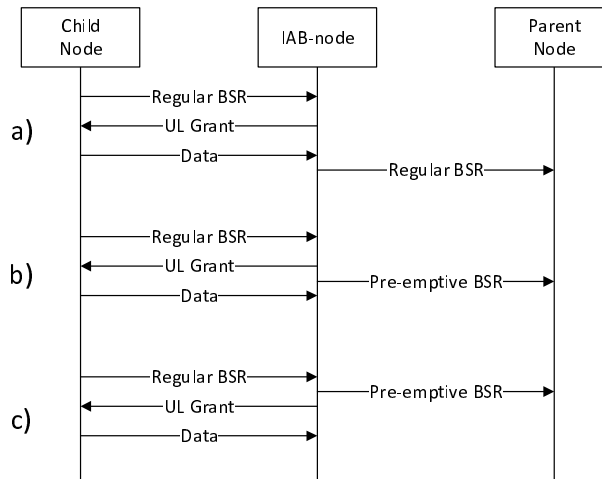 Child
Node
IAB-node
Parent
Node
a)
Regular BSR
UL Grant
Data
Regular BSR
b)
Regular BSR
UL Grant
Pre-emptive BSR
Data
c)
Regular BSR
Pre-emptive BSR
UL Grant
Data